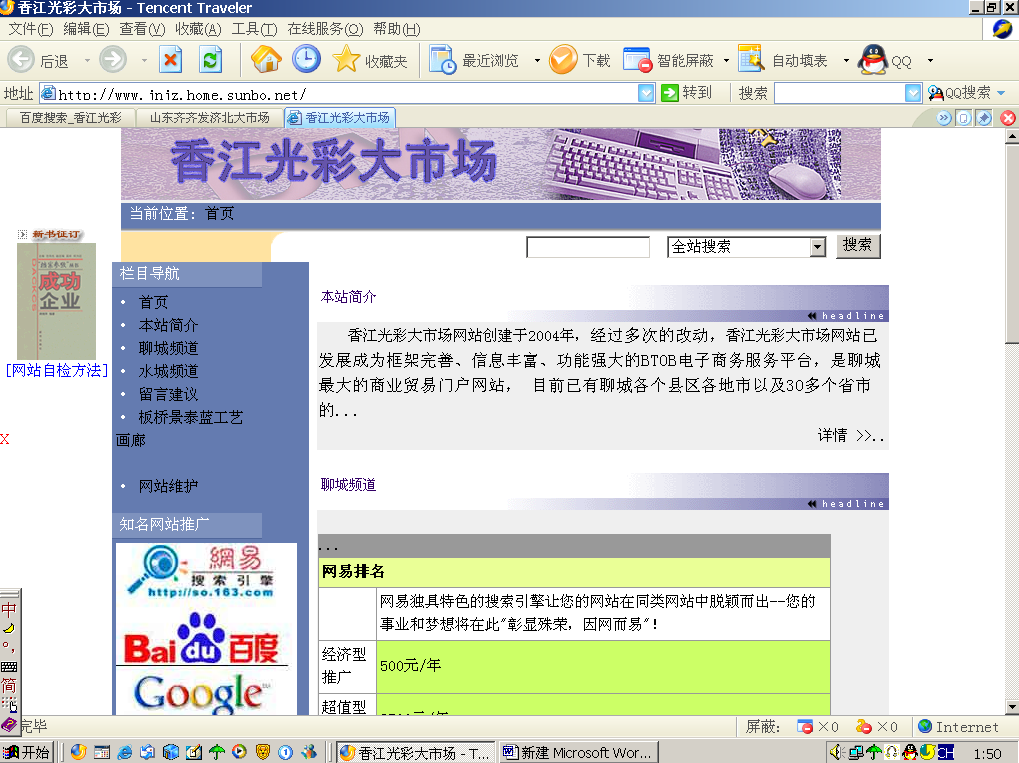 香江光彩大市场 - Tencent Traveler
文件(F) 编辑(E) 查看(V) 收藏(A) 工具(T) 在线服务(O) 帮助(H)
后退 收藏夹 最近浏览 下载 智能屏蔽 自动填表 QQ
地址 http://www.jnjz.home.sunbo.net/ 转到 搜索 QQ搜索
百度搜索_香江光彩 山东齐齐发济北大市场 香江光彩大市场
香江光彩大市场
当前位置: 首页
全站搜索 搜索
新书征订
成功
企业
[网站自检方法]
X
栏目导航
首页
本站简介
聊城频道
水城频道
留言建议
板桥景泰蓝工艺
画廊
网站维护
知名网站推广
網易
搜索引擎
http://so.163.com
Baidu百度
Google
本站简介
headline
香江光彩大市场网站创建于2004年，经过多次的改动，香江光彩大市场网站已
发展成为框架完善、信息丰富、功能强大的BTOB电子商务服务平台，是聊城
最大的商业贸易门户网站， 目前已有聊城各个县区各地市以及30多个省市
的...
详情 >>..
聊城频道
headline
...
网易排名
网易独具特色的搜索引擎让您的网站在同类网站中脱颖而出--您的
事业和梦想将在此"彰显殊荣，因网而易"！
经济型
推广
500元/年
超值型
中
简
完毕 屏蔽: ×0 ×0 Internet
开始 香江光彩大市场 - T... 新建 Microsoft Wor... CH 1:50